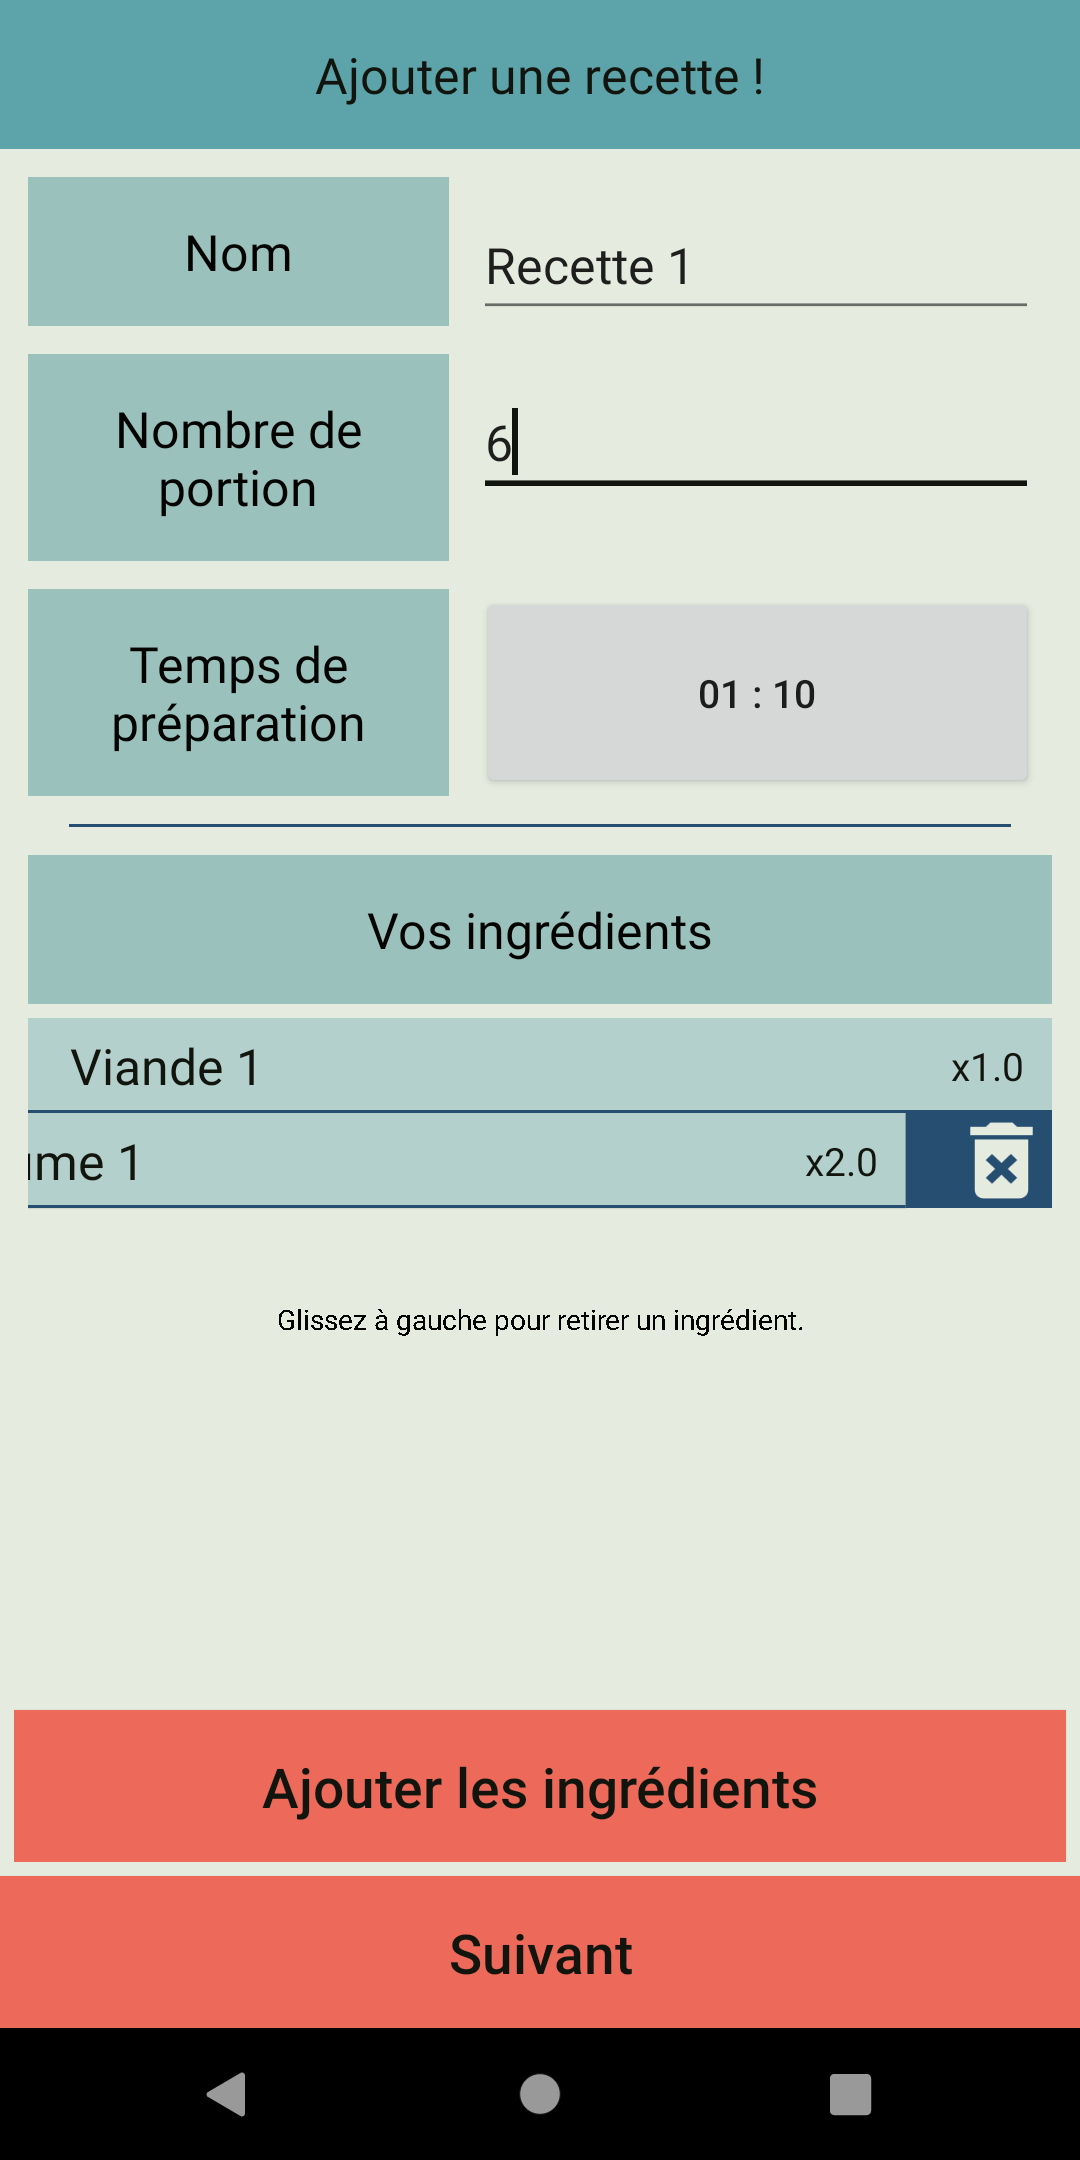 Ajouter une recette !
Nom
Recette 1
Nombre de
portion
6
Temps de
préparation
01 : 10
Vos ingrédients
Viande 1
x1.0
ume 1
x2.0
Glissez à gauche pour retirer un ingrédient.
Ajouter les ingrédients
Suivant